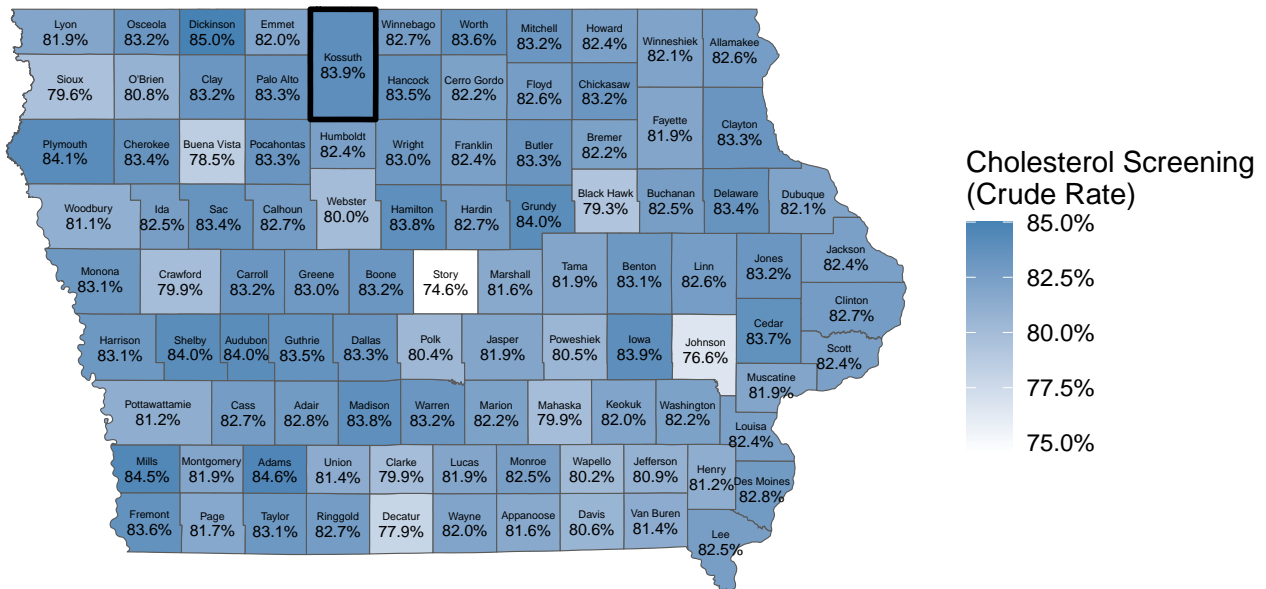 Lyon
81.9%
Osceola
83.2%
Dickinson
85.0%
Emmet
82.0%
Kossuth
83.9%
Winnebago
82.7%
Worth
83.6%
Mitchell
83.2%
Howard
82.4%
Winneshiek
82.1%
Allamakee
82.6%
Sioux
79.6%
O'Brien
80.8%
Clay
83.2%
Palo Alto
83.3%
Hancock
83.5%
Cerro Gordo
82.2%
Floyd
82.6%
Chickasaw
83.2%
Fayette
81.9%
Clayton
83.3%
Plymouth
84.1%
Cherokee
83.4%
Buena Vista
78.5%
Pocahontas
83.3%
Humboldt
82.4%
Wright
83.0%
Franklin
82.4%
Butler
83.3%
Bremer
82.2%
Woodbury
81.1%
Ida
82.5%
Sac
83.4%
Calhoun
82.7%
Webster
80.0%
Hamilton
83.8%
Hardin
82.7%
Grundy
84.0%
Black Hawk
79.3%
Buchanan
82.5%
Delaware
83.4%
Dubuque
82.1%
Monona
83.1%
Crawford
79.9%
Carroll
83.2%
Greene
83.0%
Boone
83.2%
Story
74.6%
Marshall
81.6%
Tama
81.9%
Benton
83.1%
Linn
82.6%
Jones
83.2%
Jackson
82.4%
Clinton
82.7%
Harrison
83.1%
Shelby
84.0%
Audubon
84.0%
Guthrie
83.5%
Dallas
83.3%
Polk
80.4%
Jasper
81.9%
Poweshiek
80.5%
Iowa
83.9%
Johnson
76.6%
Cedar
83.7%
Scott
82.4%
Muscatine
81.9%
Pottawattamie
81.2%
Cass
82.7%
Adair
82.8%
Madison
83.8%
Warren
83.2%
Marion
82.2%
Mahaska
79.9%
Keokuk
82.0%
Washington
82.2%
Louisa
82.4%
Mills
84.5%
Montgomery
81.9%
Adams
84.6%
Union
81.4%
Clarke
79.9%
Lucas
81.9%
Monroe
82.5%
Wapello
80.2%
Jefferson
80.9%
Henry
81.2%
Des Moines
82.8%
Fremont
83.6%
Page
81.7%
Taylor
83.1%
Ringgold
82.7%
Decatur
77.9%
Wayne
82.0%
Appanoose
81.6%
Davis
80.6%
Van Buren
81.4%
Lee
82.5%
Cholesterol Screening
(Crude Rate)
85.0%
82.5%
80.0%
77.5%
75.0%